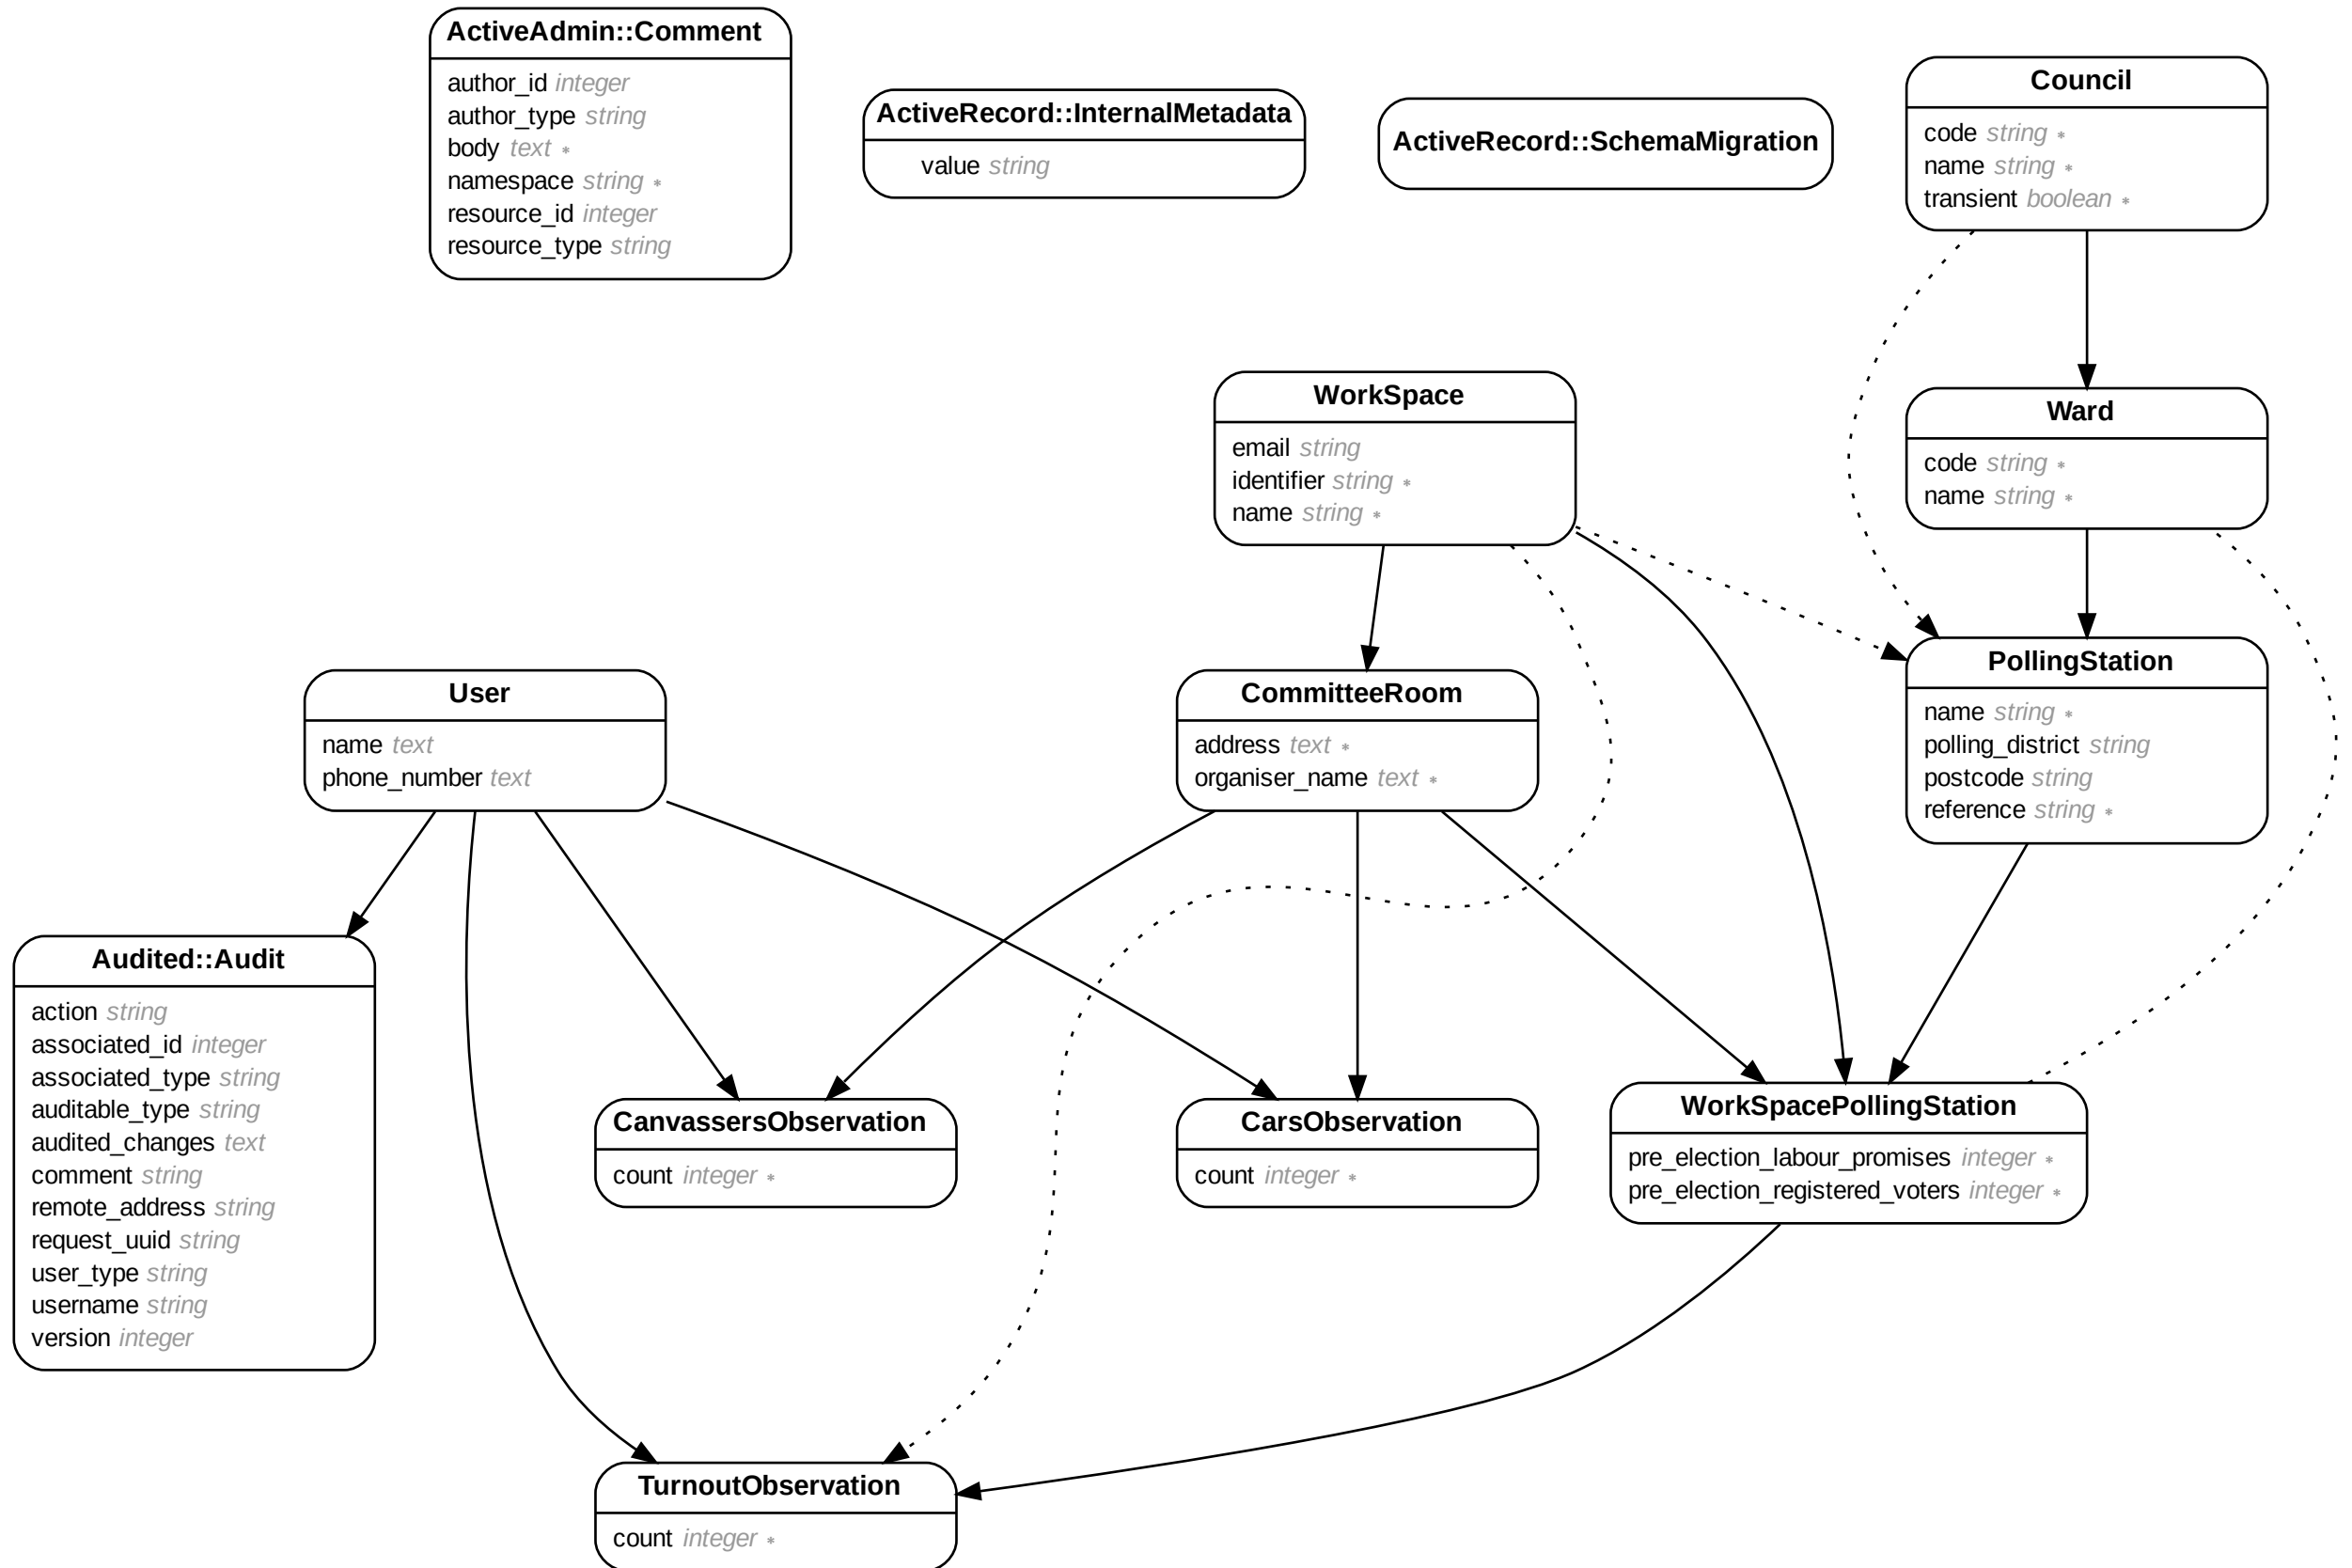 ActiveAdmin::Comment
author_id integer
author_type string
body text *
namespace string *
resource_id integer
resource_type string
ActiveRecord::InternalMetadata
value string
ActiveRecord::SchemaMigration
Council
code string *
name string *
transient boolean *
WorkSpace
email string
identifier string *
name string *
Ward
code string *
name string *
User
name text
phone_number text
CommitteeRoom
address text *
organiser_name text *
PollingStation
name string *
polling_district string
postcode string
reference string *
Audited::Audit
action string
associated_id integer
associated_type string
auditable_type string
audited_changes text
comment string
remote_address string
request_uuid string
user_type string
username string
version integer
CanvassersObservation
count integer *
CarsObservation
count integer *
WorkSpacePollingStation
pre_election_labour_promises integer *
pre_election_registered_voters integer *
TurnoutObservation
count integer *